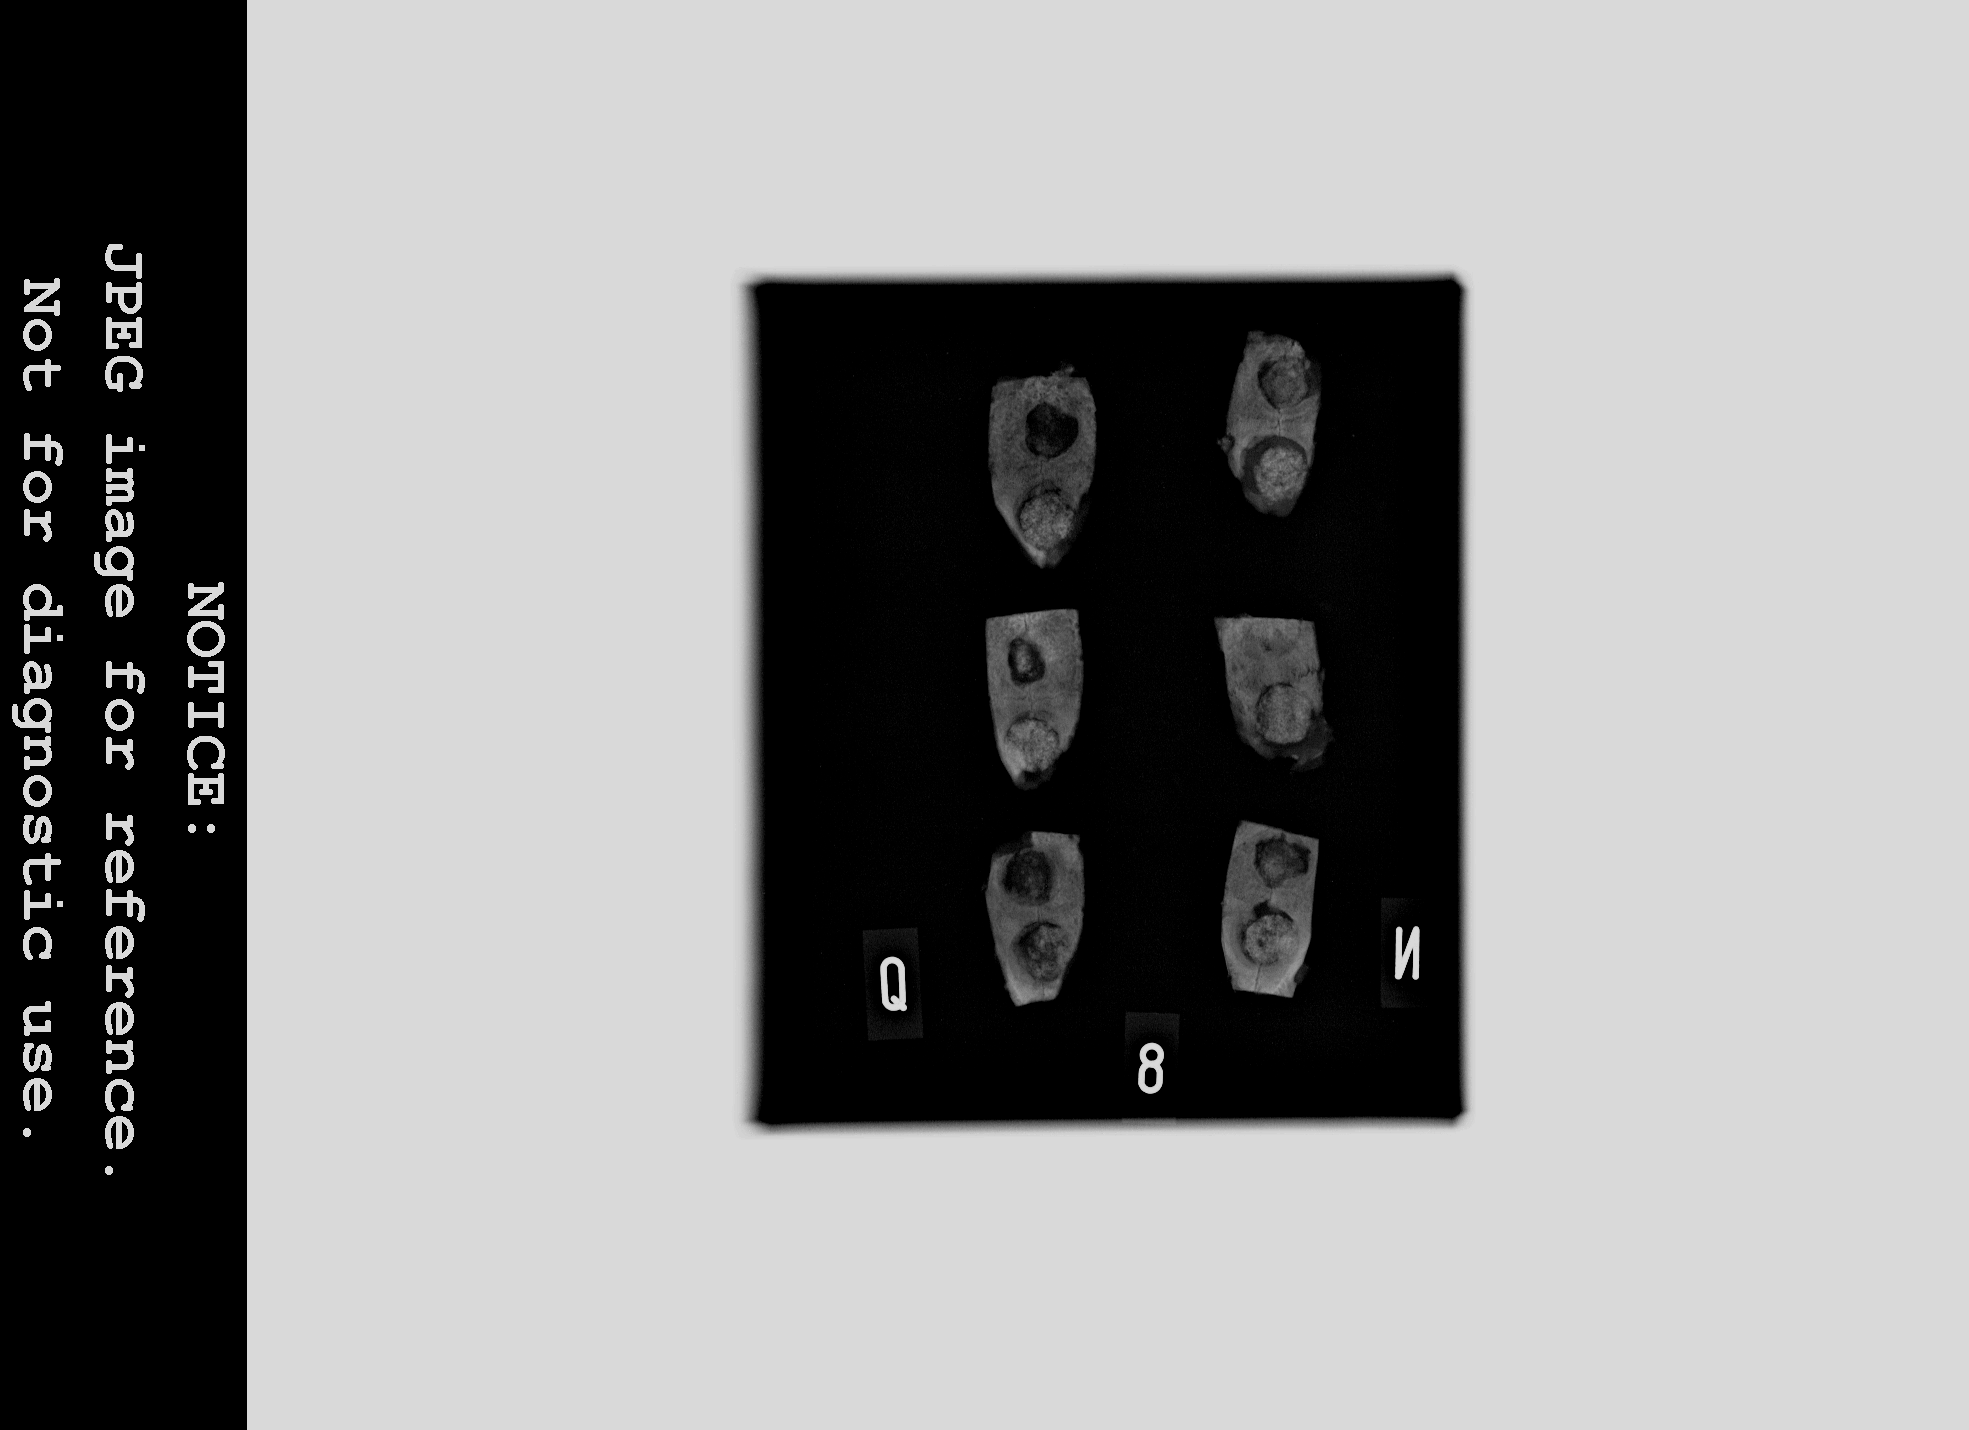 NOTICE:
JPEG image for reference.
Not for diagnostic use.
Q
8
N